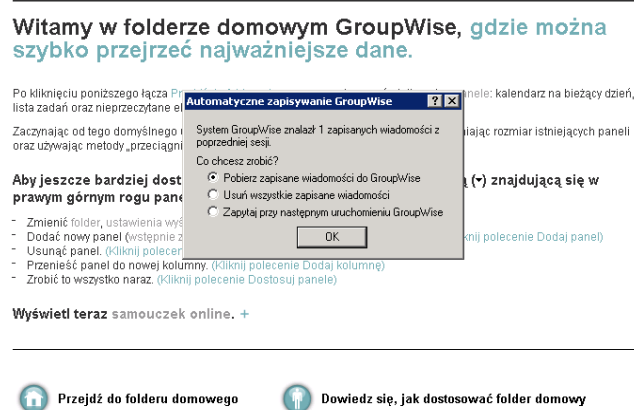 Witamy w folderze domowym GroupWise, gdzie można
szybko przejrzeć najważniejsze dane.
Po kliknięciu poniższego łącza
panele: kalendarz na bieżący dzień,
lista zadań oraz nieprzeczytane
Zaczynając od tego domyślnego
rozmiar istniejących paneli
oraz używając metody „przeciągni
Automatyczne zapisywanie GroupWise
System GroupWise znalazł 1 zapisanych wiadomości z
poprzedniej sesji.
Co chcesz zrobić?
Pobierz zapisane wiadomości do GroupWise
Usuń wszystkie zapisane wiadomości
Zapytaj przy następnym uruchomieniu GroupWise
OK
Aby jeszcze bardziej dost
(▾) znajdującą się w
prawym górnym rogu pane
- Zmienić folder, ustawienia
- Dodać nowy panel (wstępnie z
knij polecenie Dodaj panel)
- Usunąć panel. (Kliknij polecen
- Przenieść panel do nowej kolumny. (Kliknij polecenie Dodaj kolumnę)
- Zrobić to wszystko naraz. (Kliknij polecenie Dostosuj panele)
Wyświetl teraz samouczek online. +
Przejdź do folderu domowego
Dowiedz się, jak dostosować folder domowy